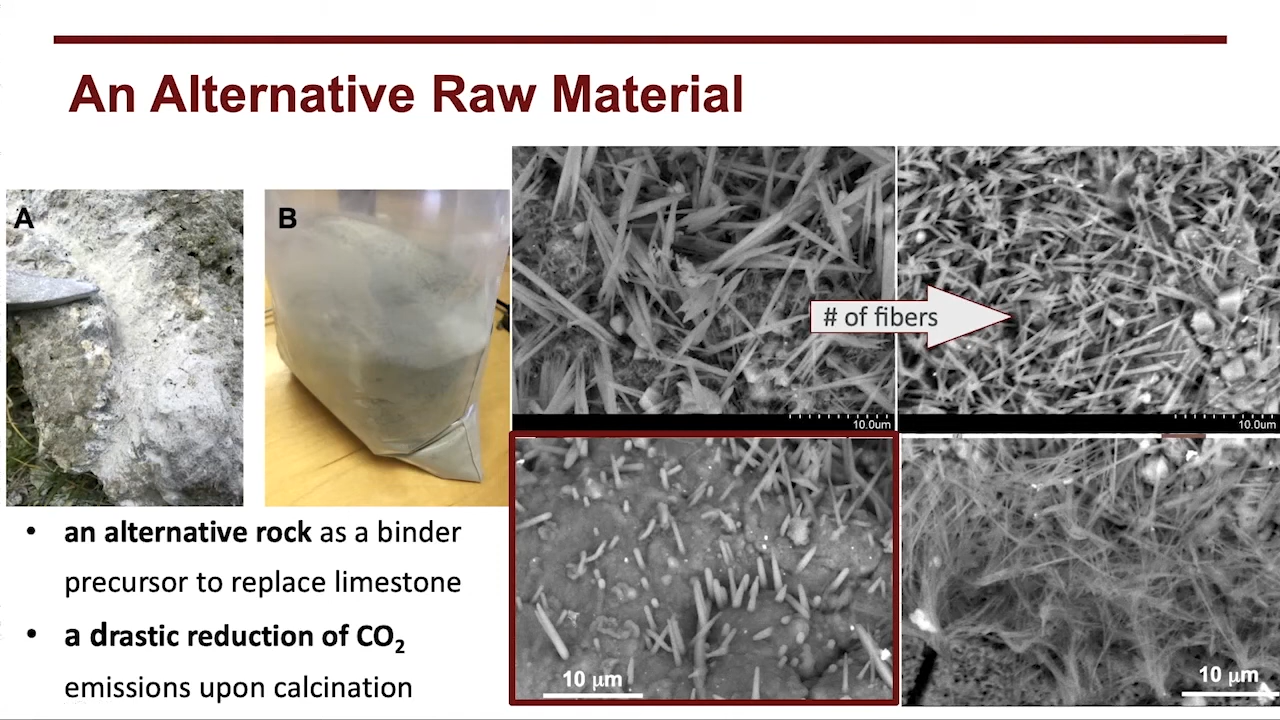 An Alternative Raw Material
A
B
# of fibers
10.0um
10.0um
• an alternative rock as a binder
precursor to replace limestone
• a drastic reduction of CO₂
emissions upon calcination
10 μm
10 μm